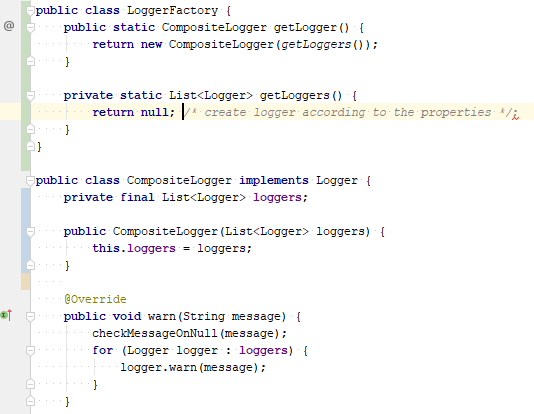 public class LoggerFactory {
    public static CompositeLogger getLogger() {
        return new CompositeLogger(getLoggers());
    }

    private static List<Logger> getLoggers() {
        return null; /* create logger according to the properties */;
    }
}

public class CompositeLogger implements Logger {
    private final List<Logger> loggers;

    public CompositeLogger(List<Logger> loggers) {
        this.loggers = loggers;
    }

    @Override
    public void warn(String message) {
        checkMessageOnNull(message);
        for (Logger logger : loggers) {
            logger.warn(message);
        }
    }